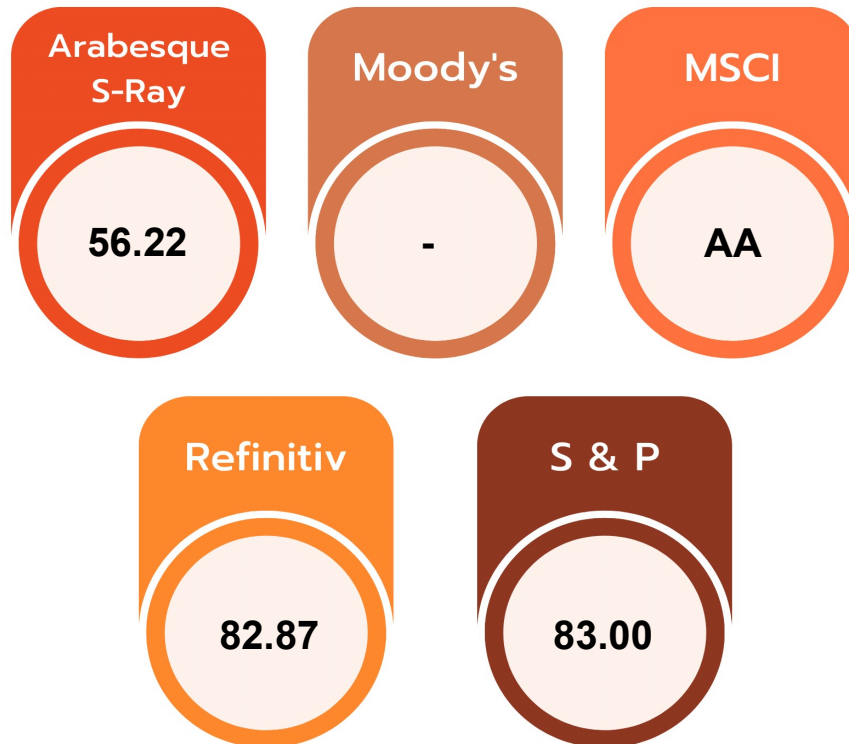 Arabesque
S-Ray
Moody's
MSCI
56.22
-
AA
Refinitiv
S & P
82.87
83.00